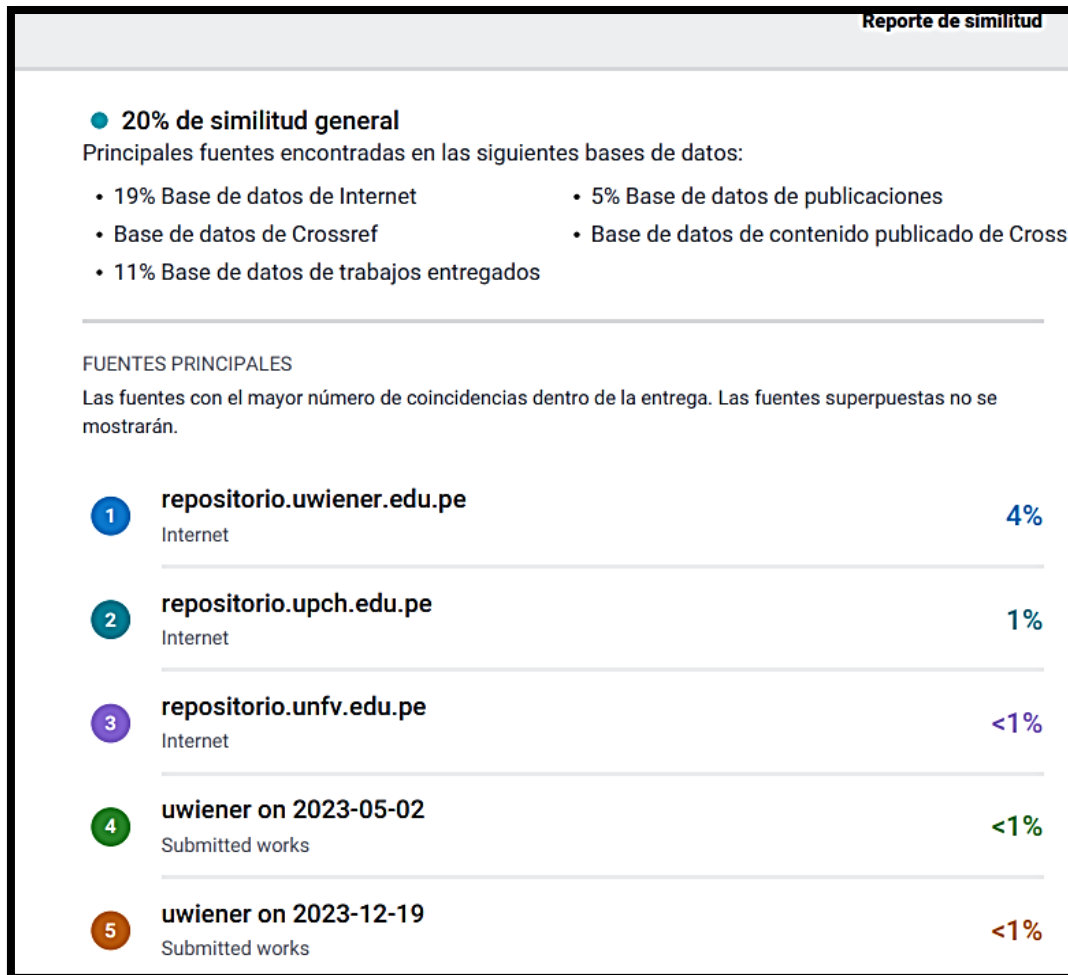 Reporte de similitud
20% de similitud general
Principales fuentes encontradas en las siguientes bases de datos:
• 19% Base de datos de Internet
• 5% Base de datos de publicaciones
• Base de datos de Crossref
• Base de datos de contenido publicado de Cross
• 11% Base de datos de trabajos entregados
FUENTES PRINCIPALES
Las fuentes con el mayor número de coincidencias dentro de la entrega. Las fuentes superpuestas no se
mostrarán.
1 repositorio.uwiener.edu.pe 4%
Internet
2 repositorio.upch.edu.pe 1%
Internet
3 repositorio.unfv.edu.pe <1%
Internet
4 uwiener on 2023-05-02 <1%
Submitted works
5 uwiener on 2023-12-19 <1%
Submitted works